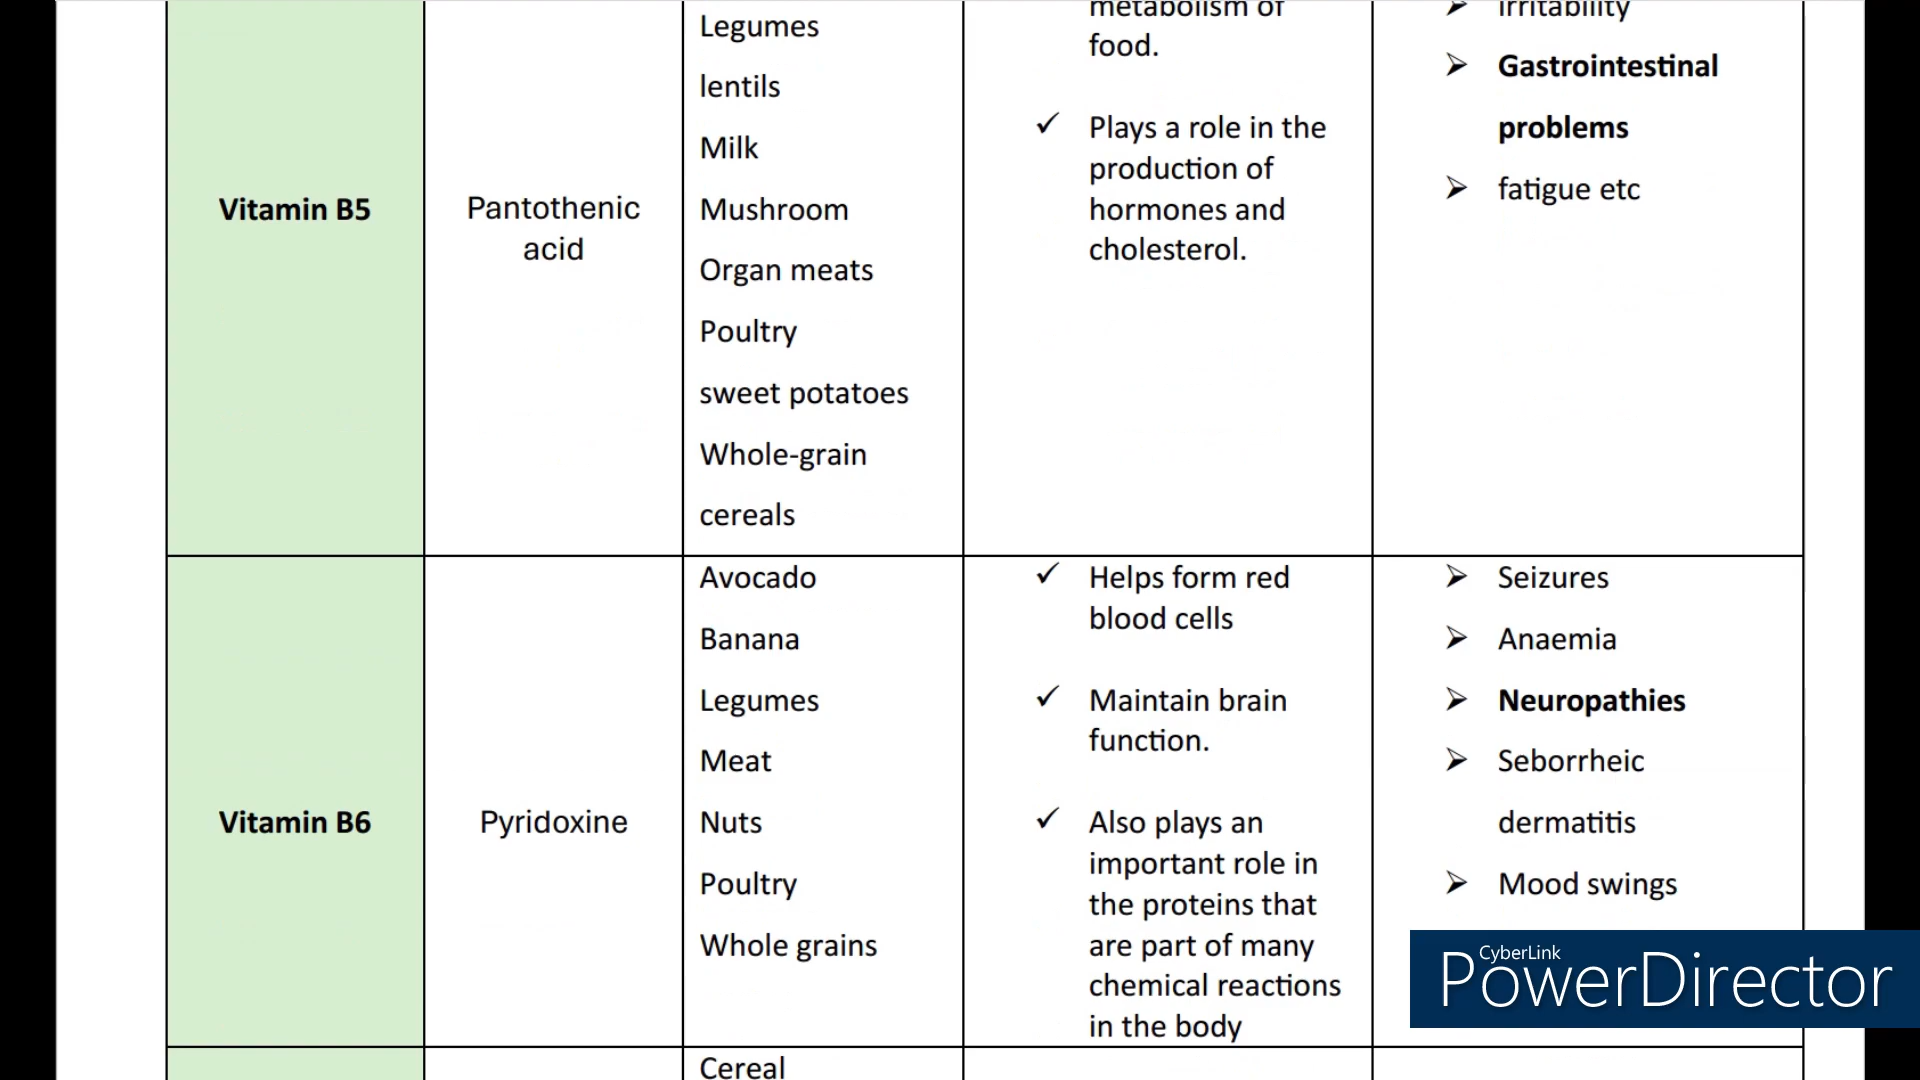 Legumes
lentils
Milk
Mushroom
Organ meats
Poultry
sweet potatoes
Whole-grain
cereals
Vitamin B5
Pantothenic
acid
metabolism of
food.
✓ Plays a role in the
production of
hormones and
cholesterol.
➢ irritability
➢ Gastrointestinal
problems
➢ fatigue etc
Vitamin B6
Pyridoxine
Avocado
Banana
Legumes
Meat
Nuts
Poultry
Whole grains
✓ Helps form red
blood cells
✓ Maintain brain
function.
✓ Also plays an
important role in
the proteins that
are part of many
chemical reactions
in the body
➢ Seizures
➢ Anaemia
➢ Neuropathies
➢ Seborrheic
dermatitis
➢ Mood swings
Cereal
CyberLink
PowerDirector